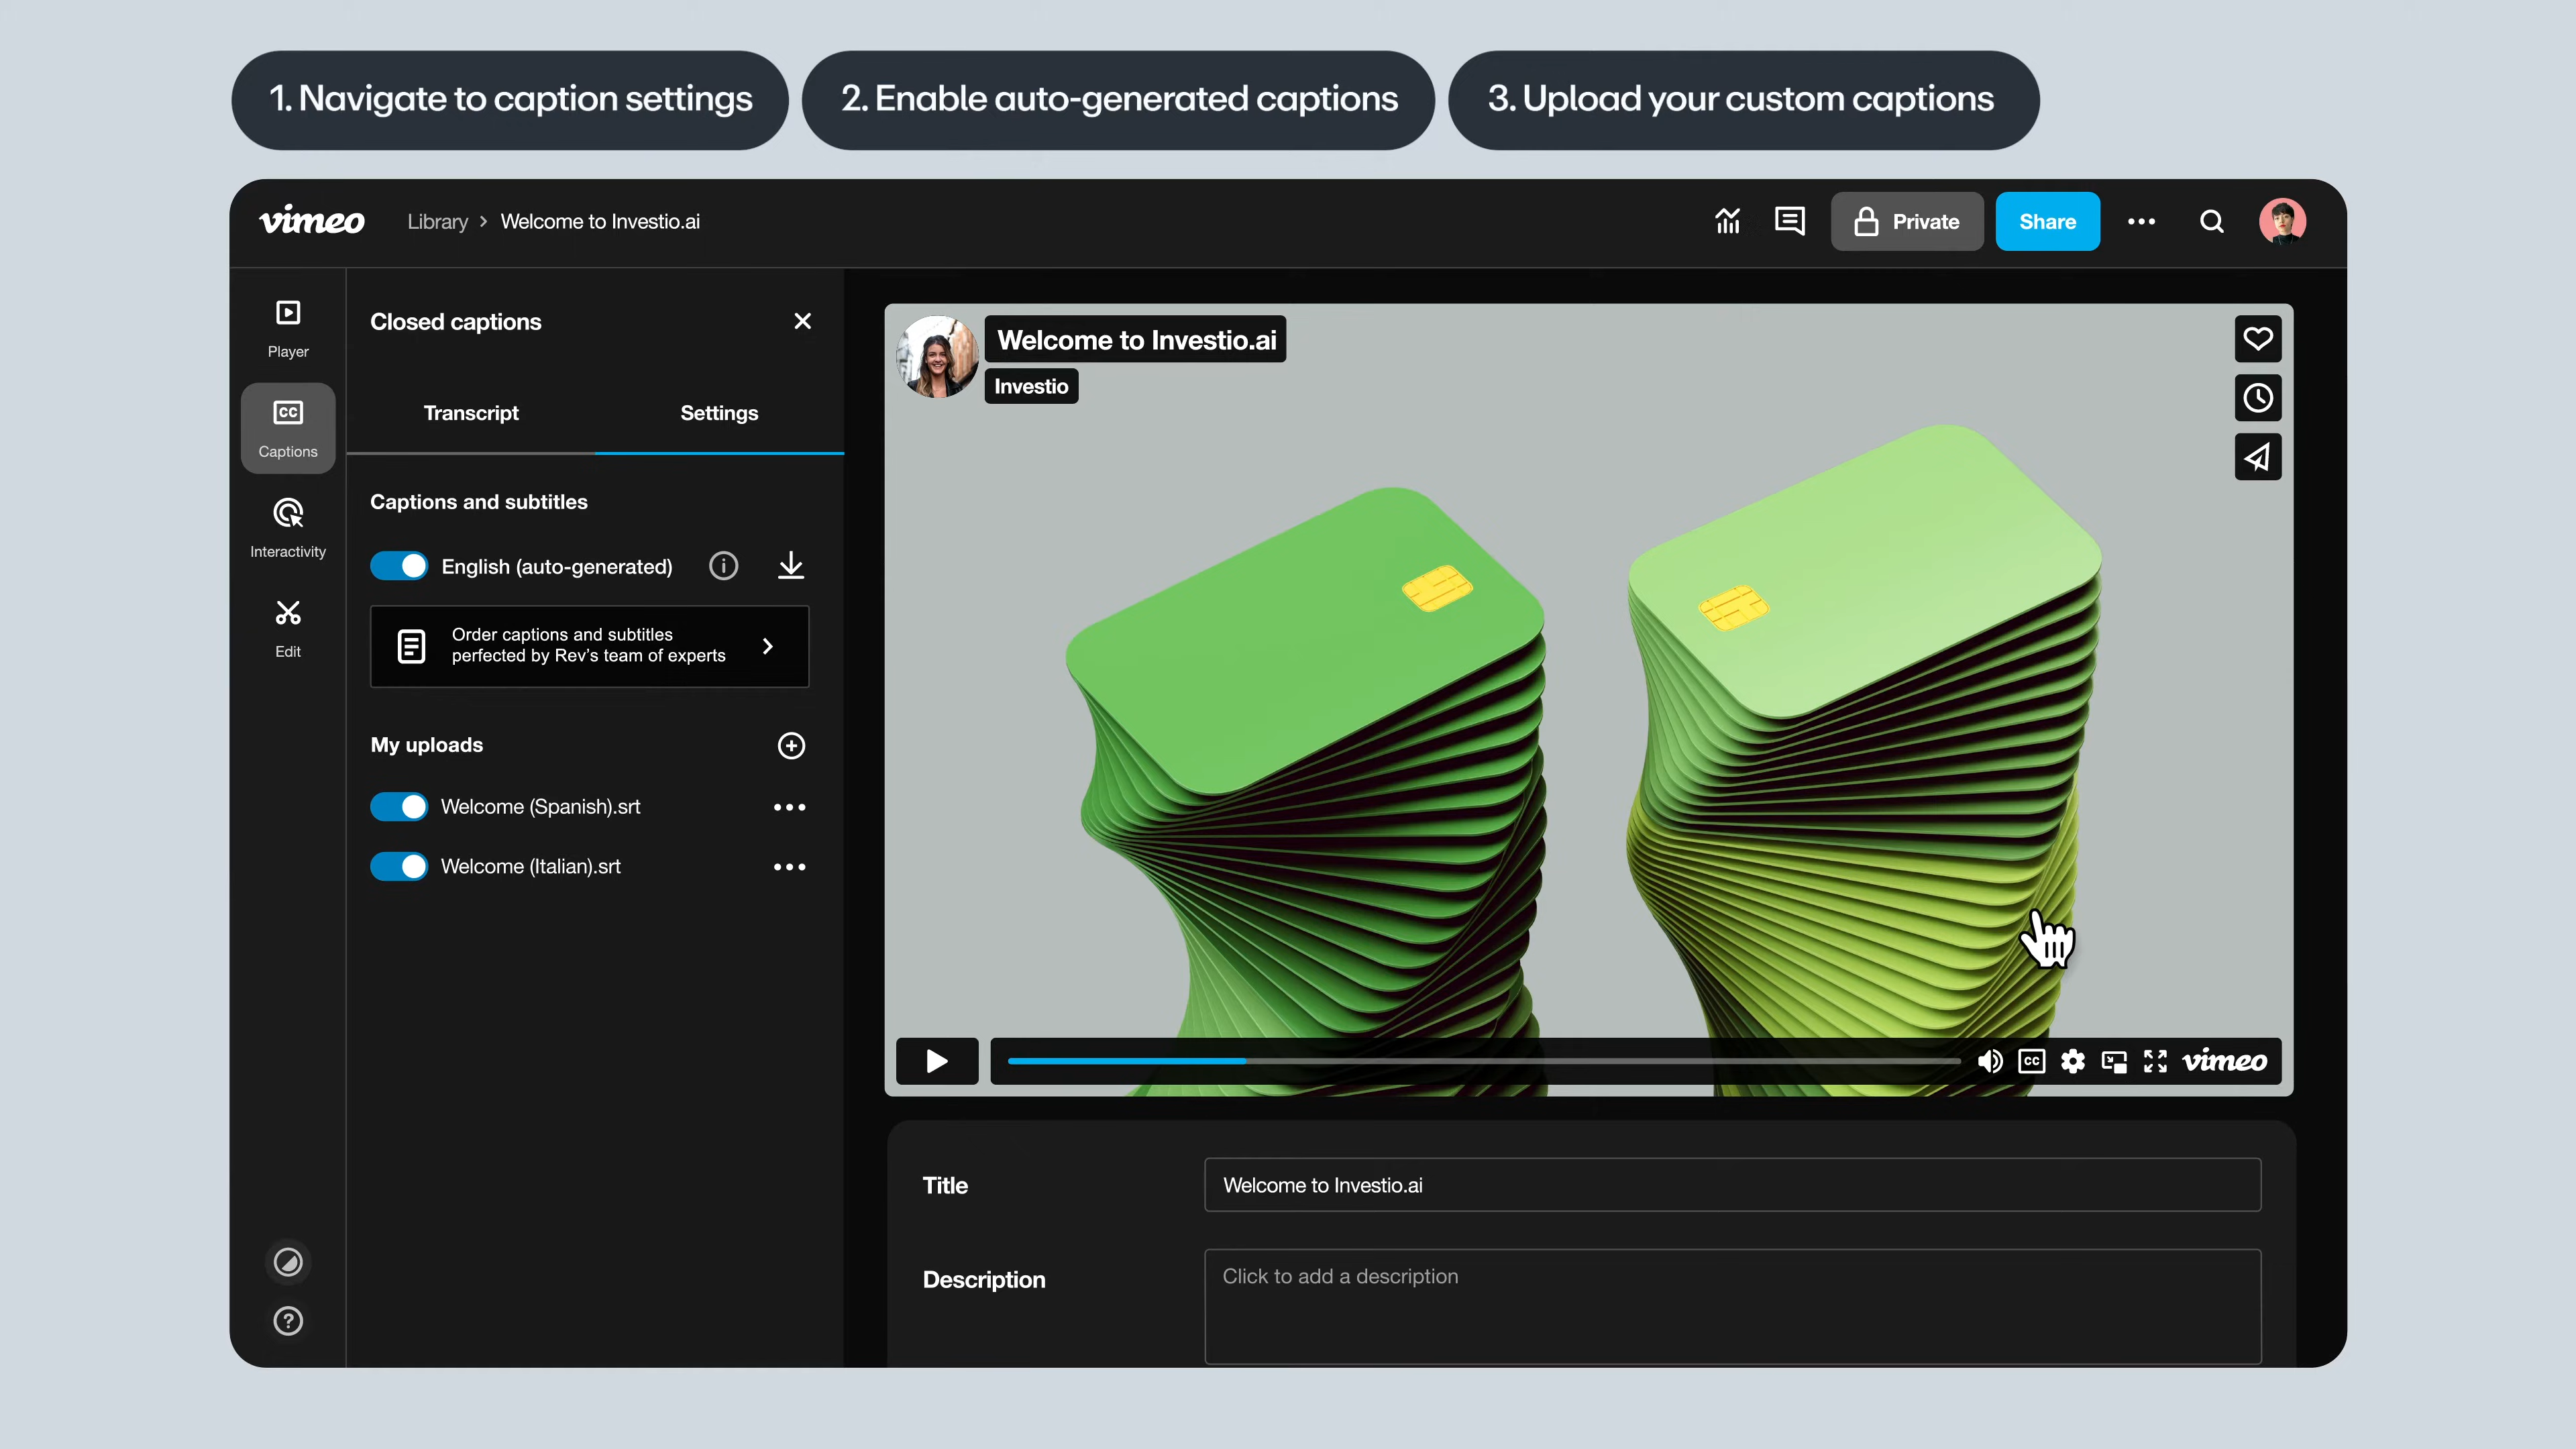 1. Navigate to caption settings
2. Enable auto-generated captions
3. Upload your custom captions
vimeo
Library > Welcome to Investio.ai
Private
Share
Player
CC
Captions
Interactivity
Edit
Closed captions
Transcript
Settings
Captions and subtitles
English (auto-generated)
Order captions and subtitles
perfected by Rev's team of experts
My uploads
Welcome (Spanish).srt
Welcome (Italian).srt
Welcome to Investio.ai
Investio
CC
vimeo
Title
Welcome to Investio.ai
Description
Click to add a description